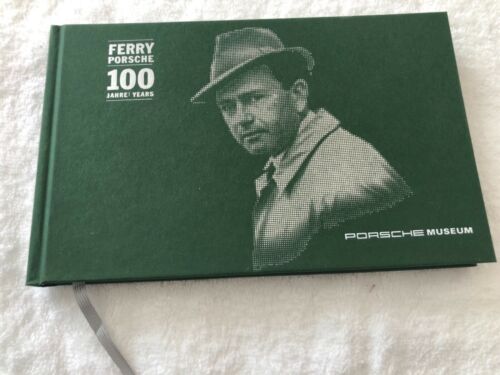 FERRY
PORSCHE
100
JAHRE/YEARS
PORSCHE MUSEUM